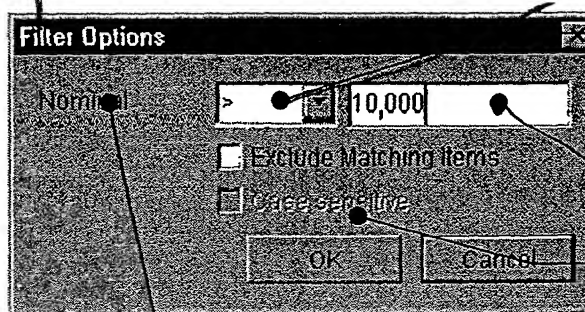 Filter Options
Nominal > 10,000
Exclude Matching Items
Case sensitive
OK Cancel